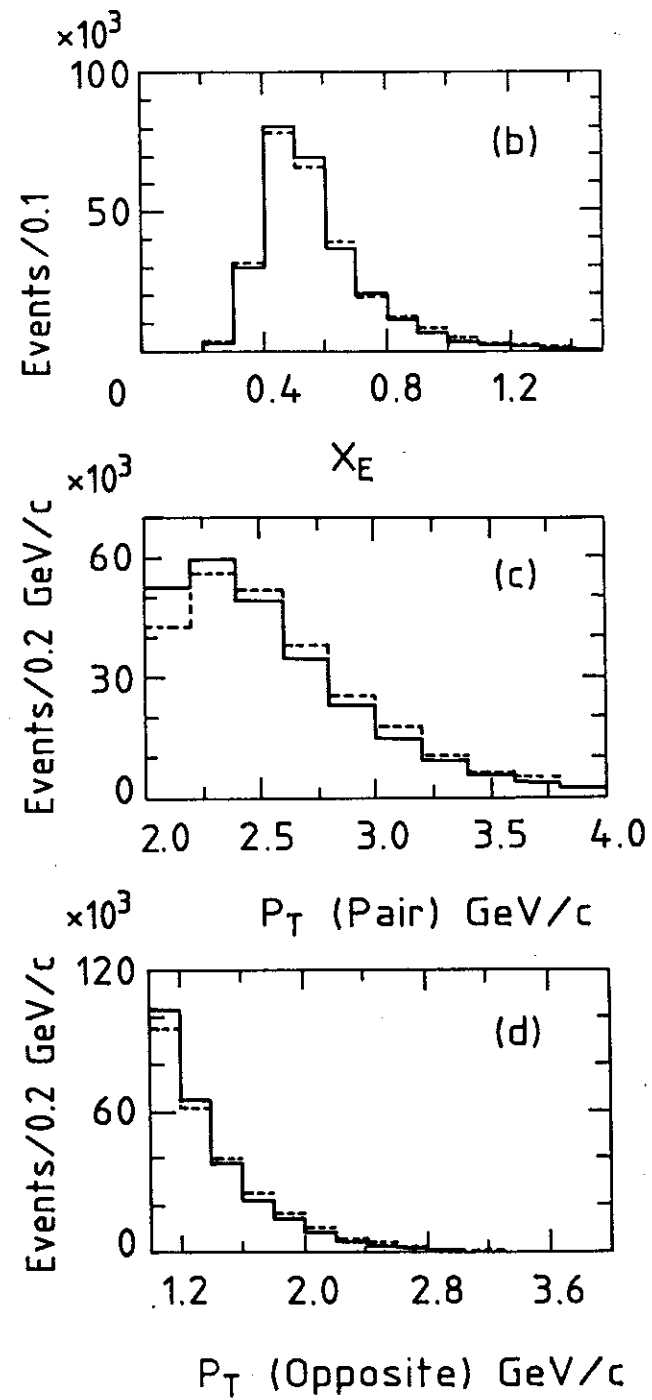 ×10³
100
(b)
50
Events/0.1
0
0.4
0.8
1.2
X_E
×10³
60
(c)
30
Events/0.2 GeV/c
0
2.0
2.5
3.0
3.5
4.0
P_T (Pair) GeV/c
×10³
120
(d)
60
Events/0.2 GeV/c
0
1.2
2.0
2.8
3.6
P_T (Opposite) GeV/c